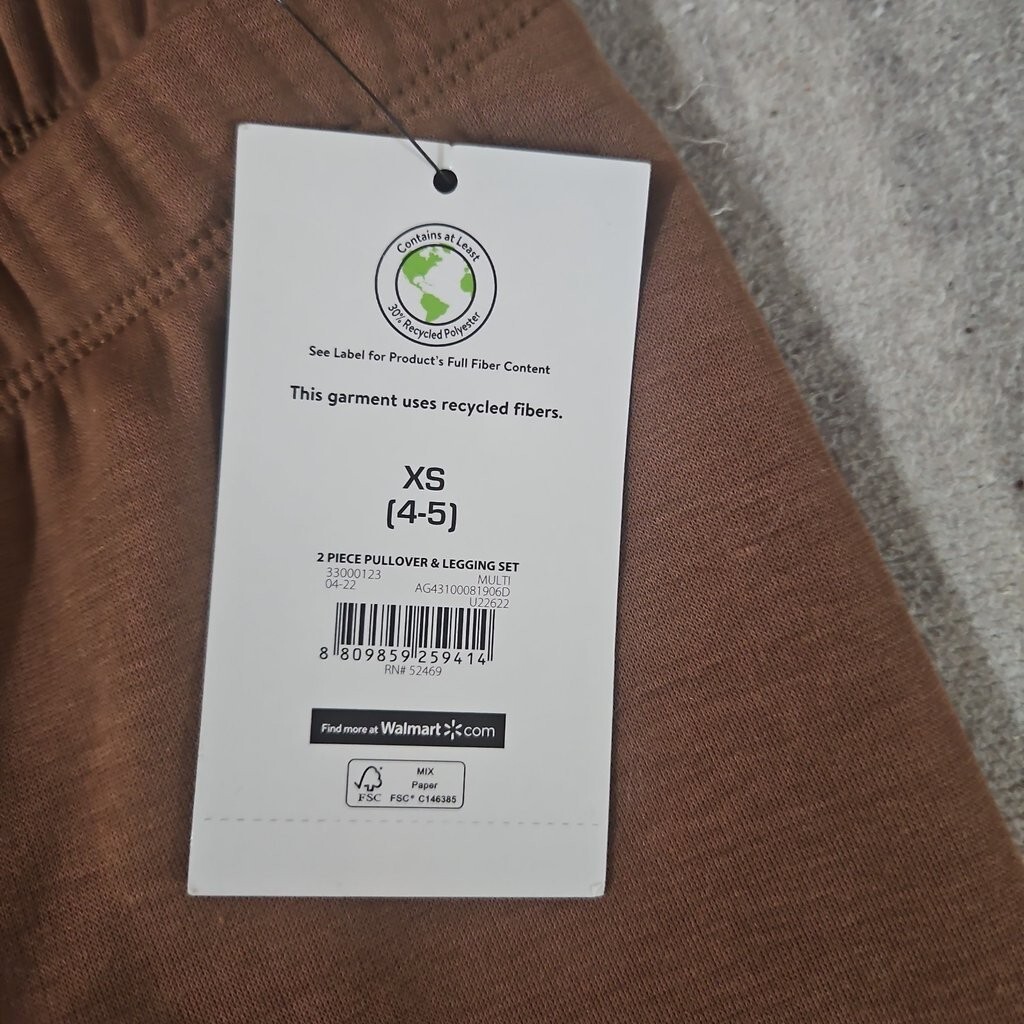 Contains at Least
30% Recycled Polyester
See Label for Product's Full Fiber Content
This garment uses recycled fibers.
XS
(4-5)
2 PIECE PULLOVER & LEGGING SET
33000123 MULTI
04-22 AG43100081906D
U22622
8 809859 259414
RN# 52469
Find more at Walmart com
MIX
Paper
FSC FSC® C146385